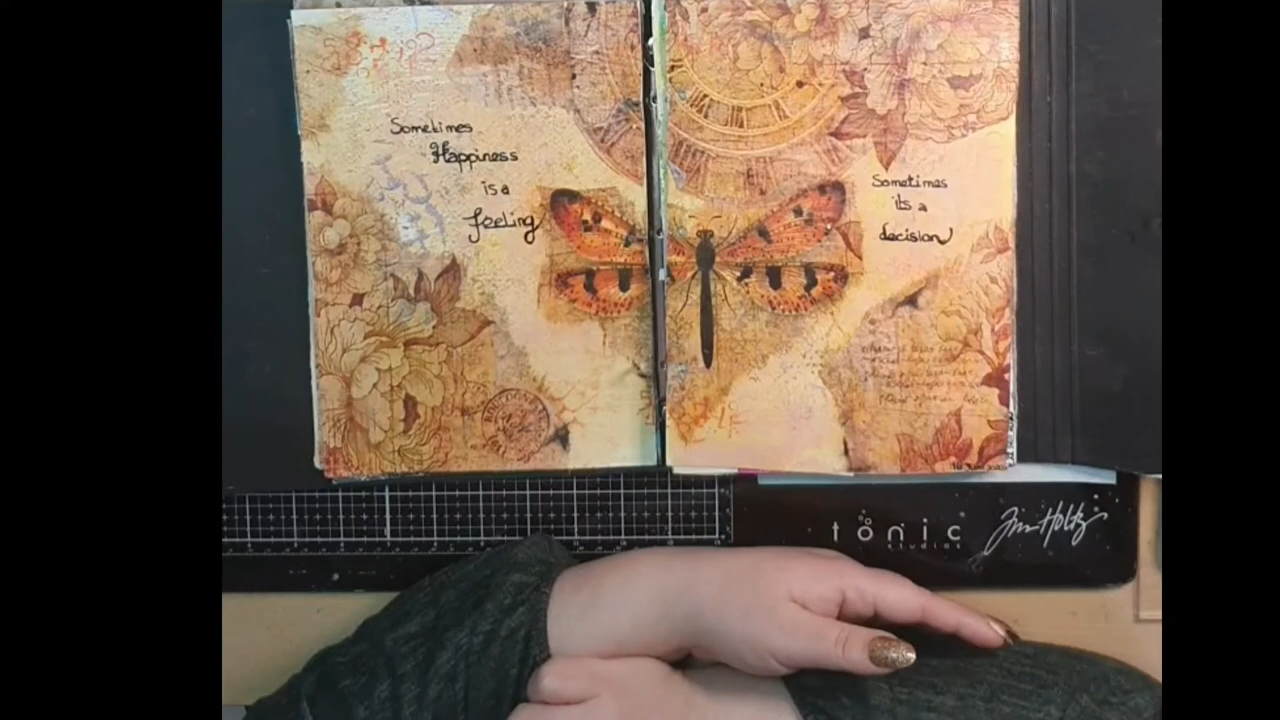 Sometimes
Happiness
is a
feeling
Sometimes
its a
decision
tonic
studios
Tim Holtz